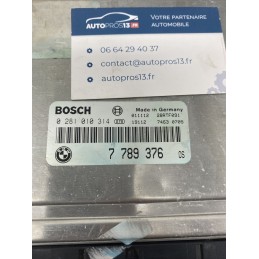 AUTOPROS13.FR
VOTRE PARTENAIRE
AUTOMOBILE
06 64 29 40 37
contact@autopros13.fr
autopros13.fr
BOSCH
Made in Germany
0 281 010 314
7 789 376